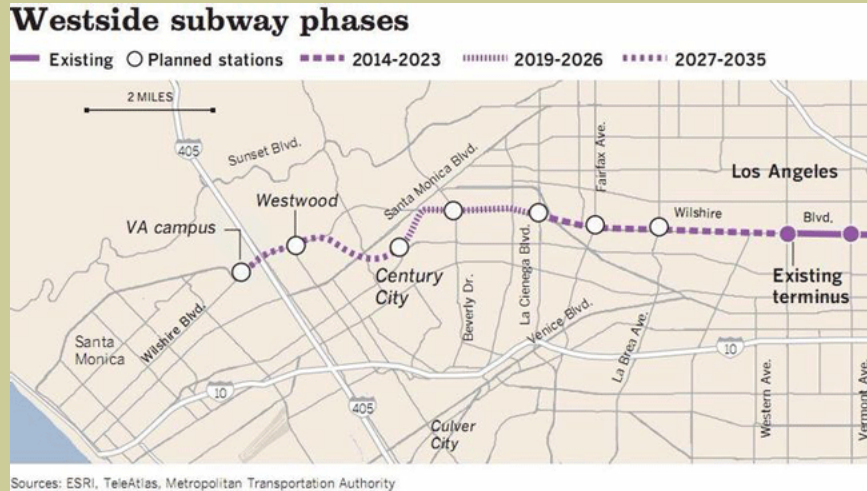 Westside subway phases
Existing Planned stations 2014-2023 2019-2026 2027-2035
2 MILES
405
Sunset Blvd.
Santa Monica Blvd.
Fairfax Ave.
Los Angeles
Westwood
VA campus
Wilshire
Blvd.
Century
City
Existing
terminus
Beverly Dr.
La Cienega Blvd.
Venice Blvd.
La Brea Ave.
Wilshire Blvd.
Santa
Monica
10
10
405
Culver
City
Western Ave.
Vermont Ave.
Sources: ESRI, TeleAtlas, Metropolitan Transportation Authority